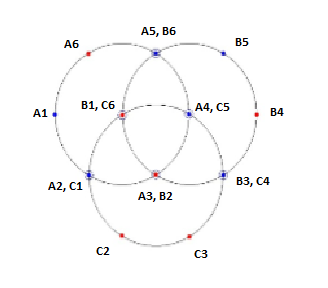 A5, B6
A6
B5
B1, C6
A4, C5
A1
B4
A2, C1
A3, B2
B3, C4
C2
C3